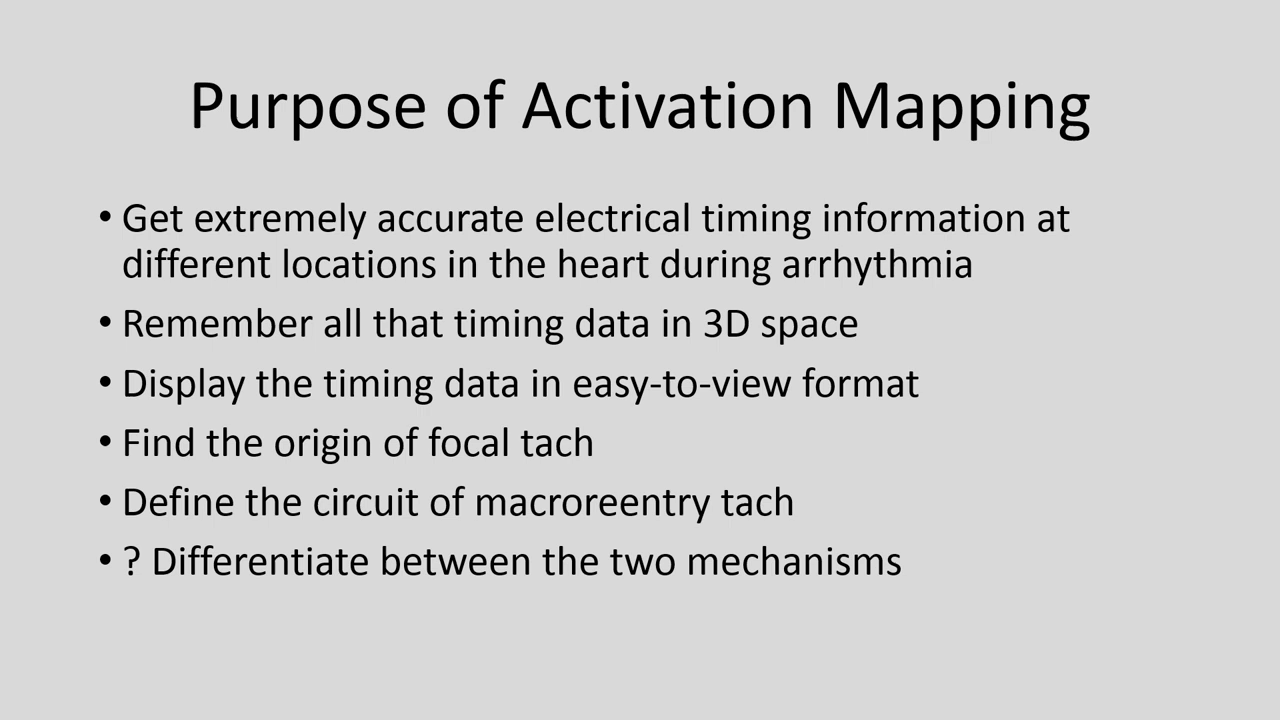 Purpose of Activation Mapping
• Get extremely accurate electrical timing information at
different locations in the heart during arrhythmia
• Remember all that timing data in 3D space
• Display the timing data in easy-to-view format
• Find the origin of focal tach
• Define the circuit of macroreentry tach
• ? Differentiate between the two mechanisms